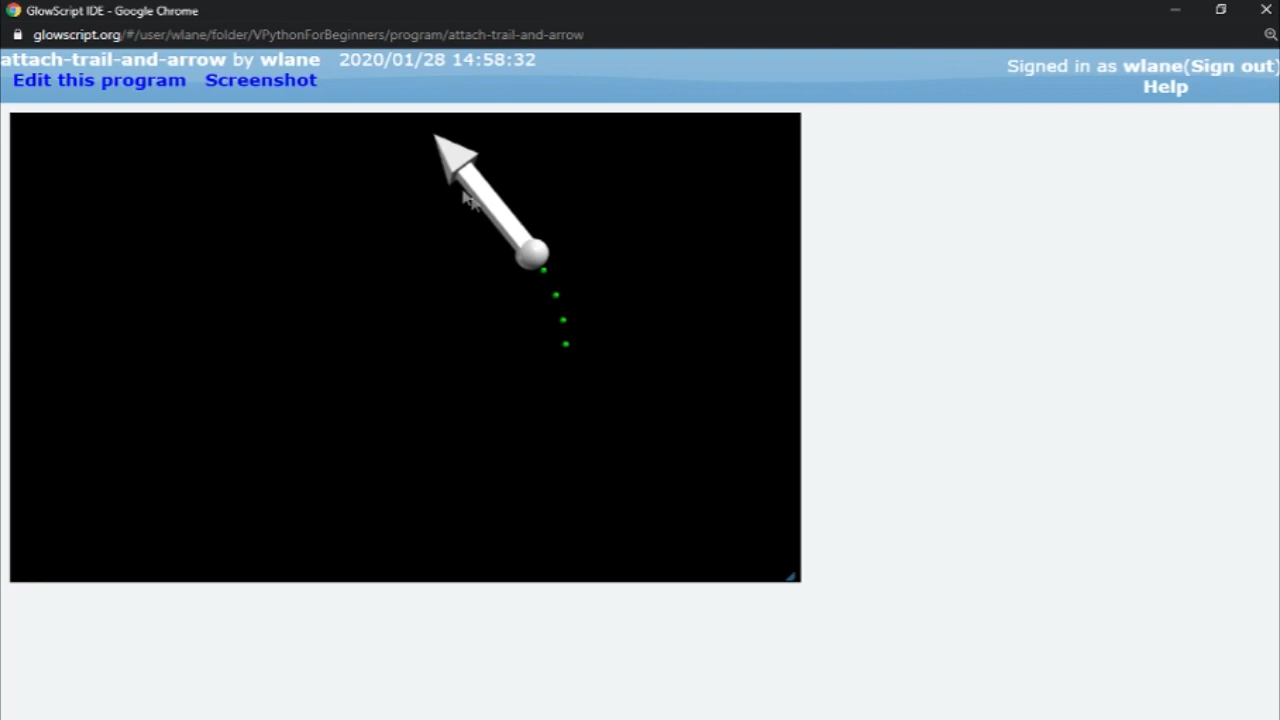 GlowScript IDE - Google Chrome
glowscript.org/#/user/wlane/folder/VPythonForBeginners/program/attach-trail-and-arrow
attach-trail-and-arrow by wlane 2020/01/28 14:58:32
Signed in as wlane(Sign out)
Edit this program Screenshot
Help